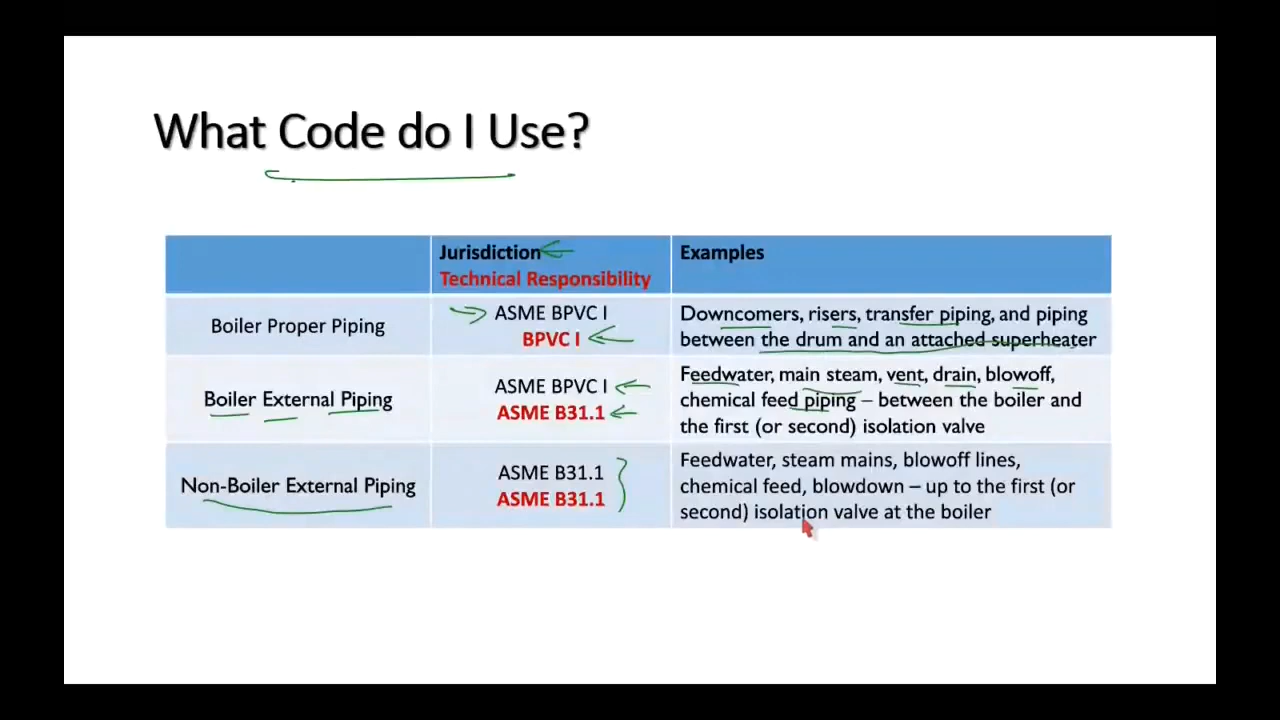 What Code do I Use?
Jurisdiction
Technical Responsibility
Examples
Boiler Proper Piping
ASME BPVC I
BPVC I
Downcomers, risers, transfer piping, and piping
between the drum and an attached superheater
Boiler External Piping
ASME BPVC I
ASME B31.1
Feedwater, main steam, vent, drain, blowoff,
chemical feed piping – between the boiler and
the first (or second) isolation valve
Non-Boiler External Piping
ASME B31.1
ASME B31.1
Feedwater, steam mains, blowoff lines,
chemical feed, blowdown – up to the first (or
second) isolation valve at the boiler